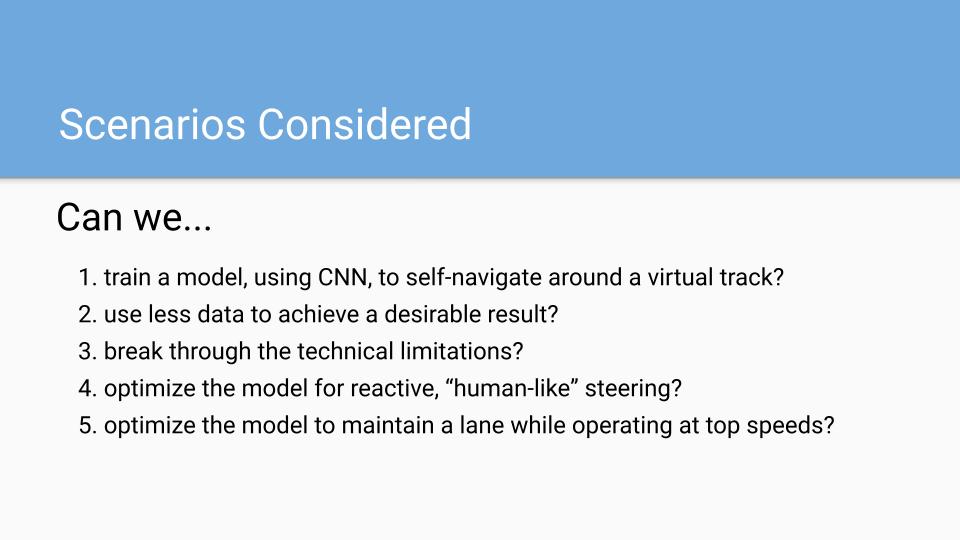 Scenarios Considered
Can we...
1. train a model, using CNN, to self-navigate around a virtual track?
2. use less data to achieve a desirable result?
3. break through the technical limitations?
4. optimize the model for reactive, “human-like” steering?
5. optimize the model to maintain a lane while operating at top speeds?